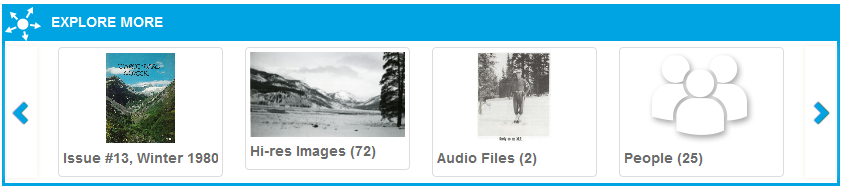 EXPLORE MORE
Issue #13, Winter 1980
Hi-res Images (72)
Audio Files (2)
People (25)